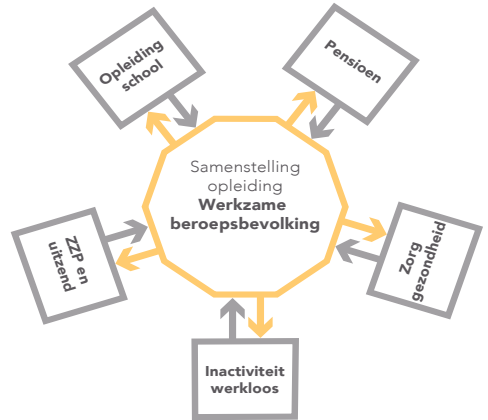 Opleiding
school
Pensioen
Samenstelling
opleiding
Werkzame
beroepsbevolking
ZZP en
uitzend
Zorg
gezondheid
Inactiviteit
werkloos